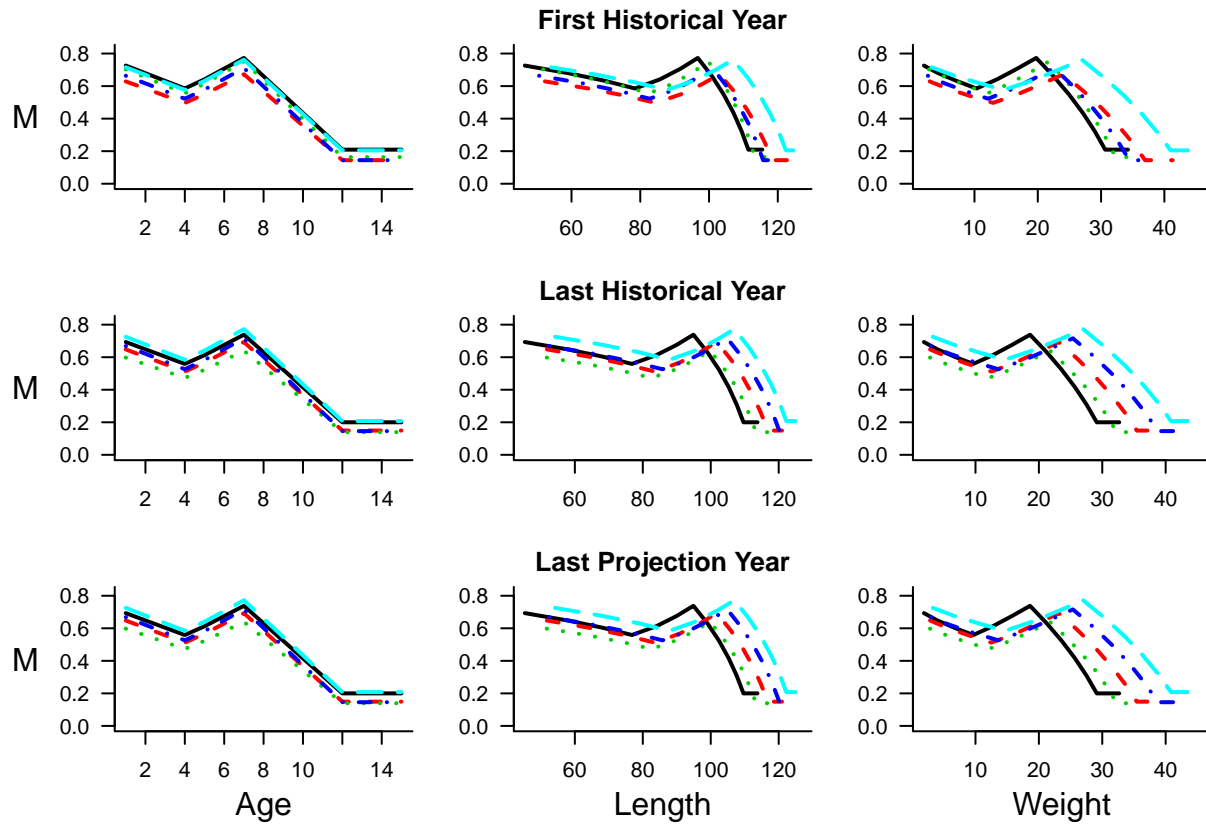 First Historical Year
M
0.8
0.6
0.4
0.2
0.0
2 4 6 8 10 14
60 80 100 120
10 20 30 40
Last Historical Year
M
0.8
0.6
0.4
0.2
0.0
2 4 6 8 10 14
60 80 100 120
10 20 30 40
Last Projection Year
M
0.8
0.6
0.4
0.2
0.0
2 4 6 8 10 14
60 80 100 120
10 20 30 40
Age Length Weight